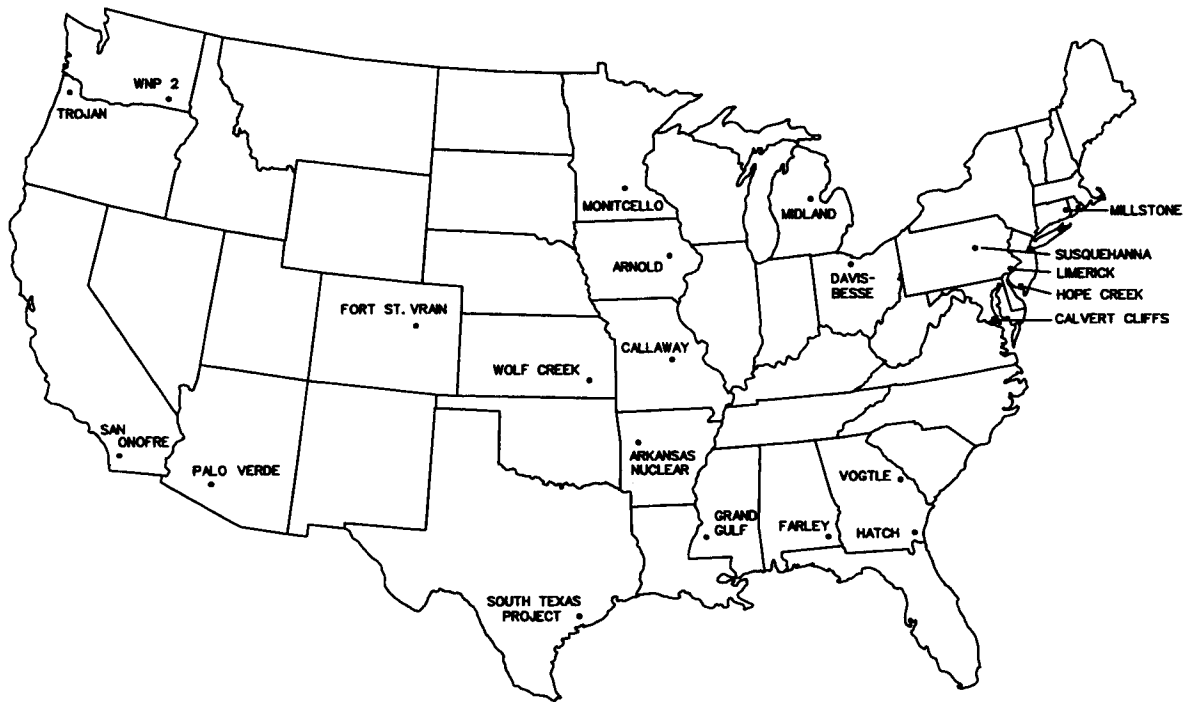 WNP 2
TROJAN
MONITCELLO
MIDLAND
MILLSTONE
SUSQUEHANNA
LIMERICK
HOPE CREEK
CALVERT CLIFFS
ARNOLD
DAVIS-
BESSE
FORT ST. VRAIN
CALLAWAY
WOLF CREEK
SAN
ONOFRE
PALO VERDE
ARKANSAS
NUCLEAR
VOGTLE
GRAND
GULF
FARLEY
HATCH
SOUTH TEXAS
PROJECT